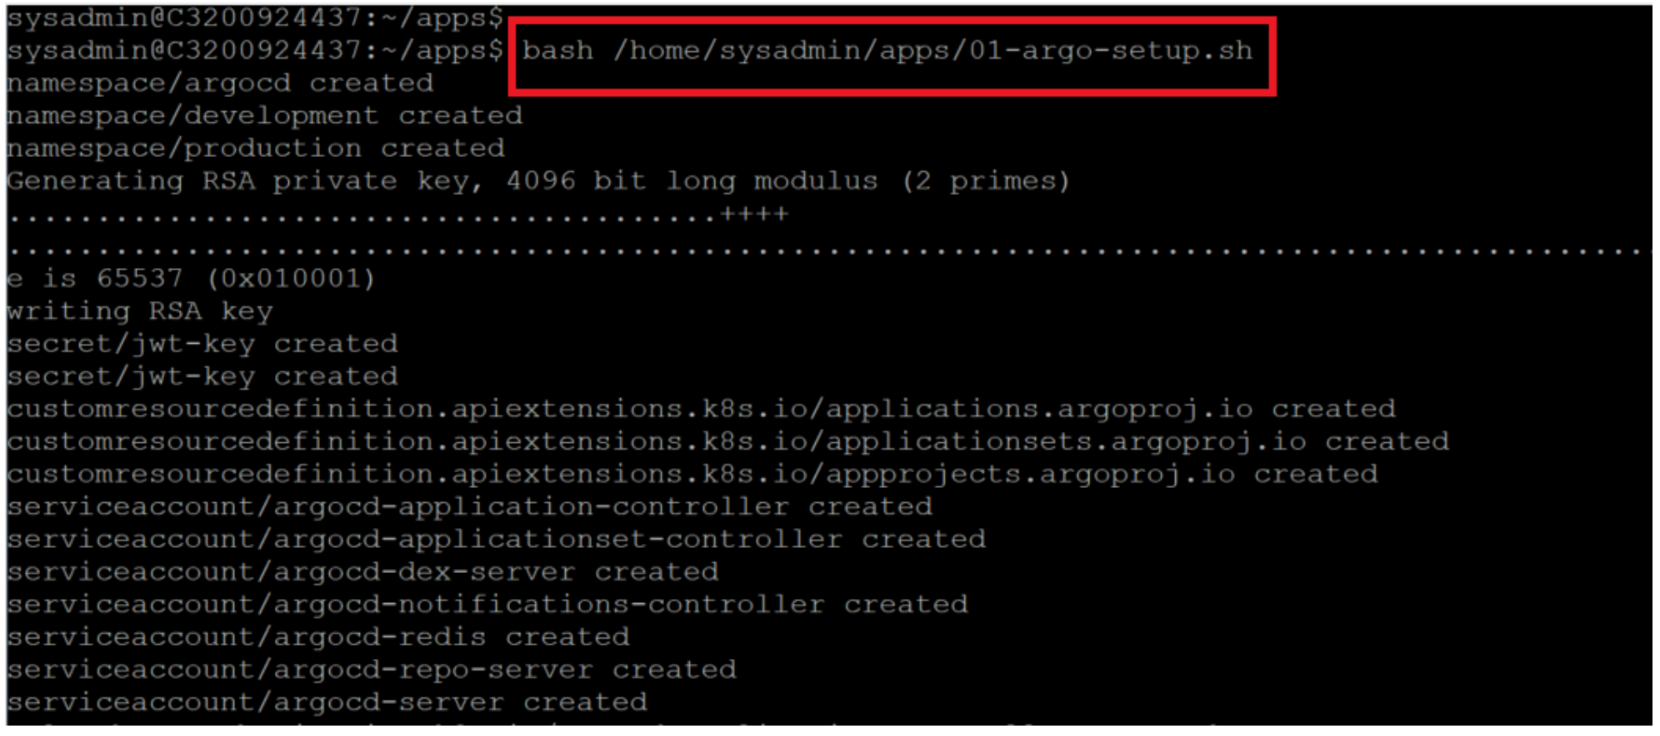 sysadmin@C3200924437:~/apps$
sysadmin@C3200924437:~/apps$ bash /home/sysadmin/apps/01-argo-setup.sh
namespace/argocd created
namespace/development created
namespace/production created
Generating RSA private key, 4096 bit long modulus (2 primes)
........................................++++
.............................................................................................
e is 65537 (0x010001)
writing RSA key
secret/jwt-key created
secret/jwt-key created
customresourcedefinition.apiextensions.k8s.io/applications.argoproj.io created
customresourcedefinition.apiextensions.k8s.io/applicationsets.argoproj.io created
customresourcedefinition.apiextensions.k8s.io/appprojects.argoproj.io created
serviceaccount/argocd-application-controller created
serviceaccount/argocd-applicationset-controller created
serviceaccount/argocd-dex-server created
serviceaccount/argocd-notifications-controller created
serviceaccount/argocd-redis created
serviceaccount/argocd-repo-server created
serviceaccount/argocd-server created